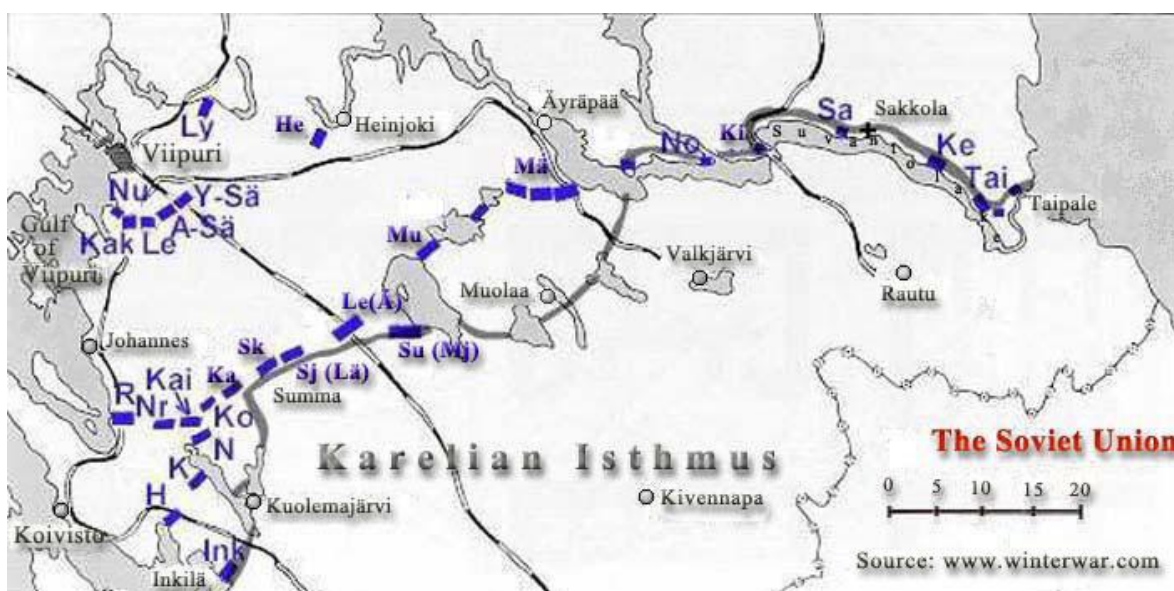 Ly
He
Heinjoki
Äyräpää
Viipuri
Sa
Sakkola
No
Ki
S u v a n t o j ä
Ke
Tai
Taipale
Mä
Nu
Y-Sä
A-Sä
Kak
Le
Gulf
of
Viipuri
Mu
Valkjärvi
Muolaa
Rautu
Le(Ä)
Su (Mj)
Johannes
Sk
Sj (Lä)
Summa
Ka
Kai
R
Nr
Ko
N
K
H
Karelian Isthmus
The Soviet Union
Kuolemajärvi
Kivennapa
Koivisto
Ink
Inkilä
0 5 10 15 20
Source: www.winterwar.com